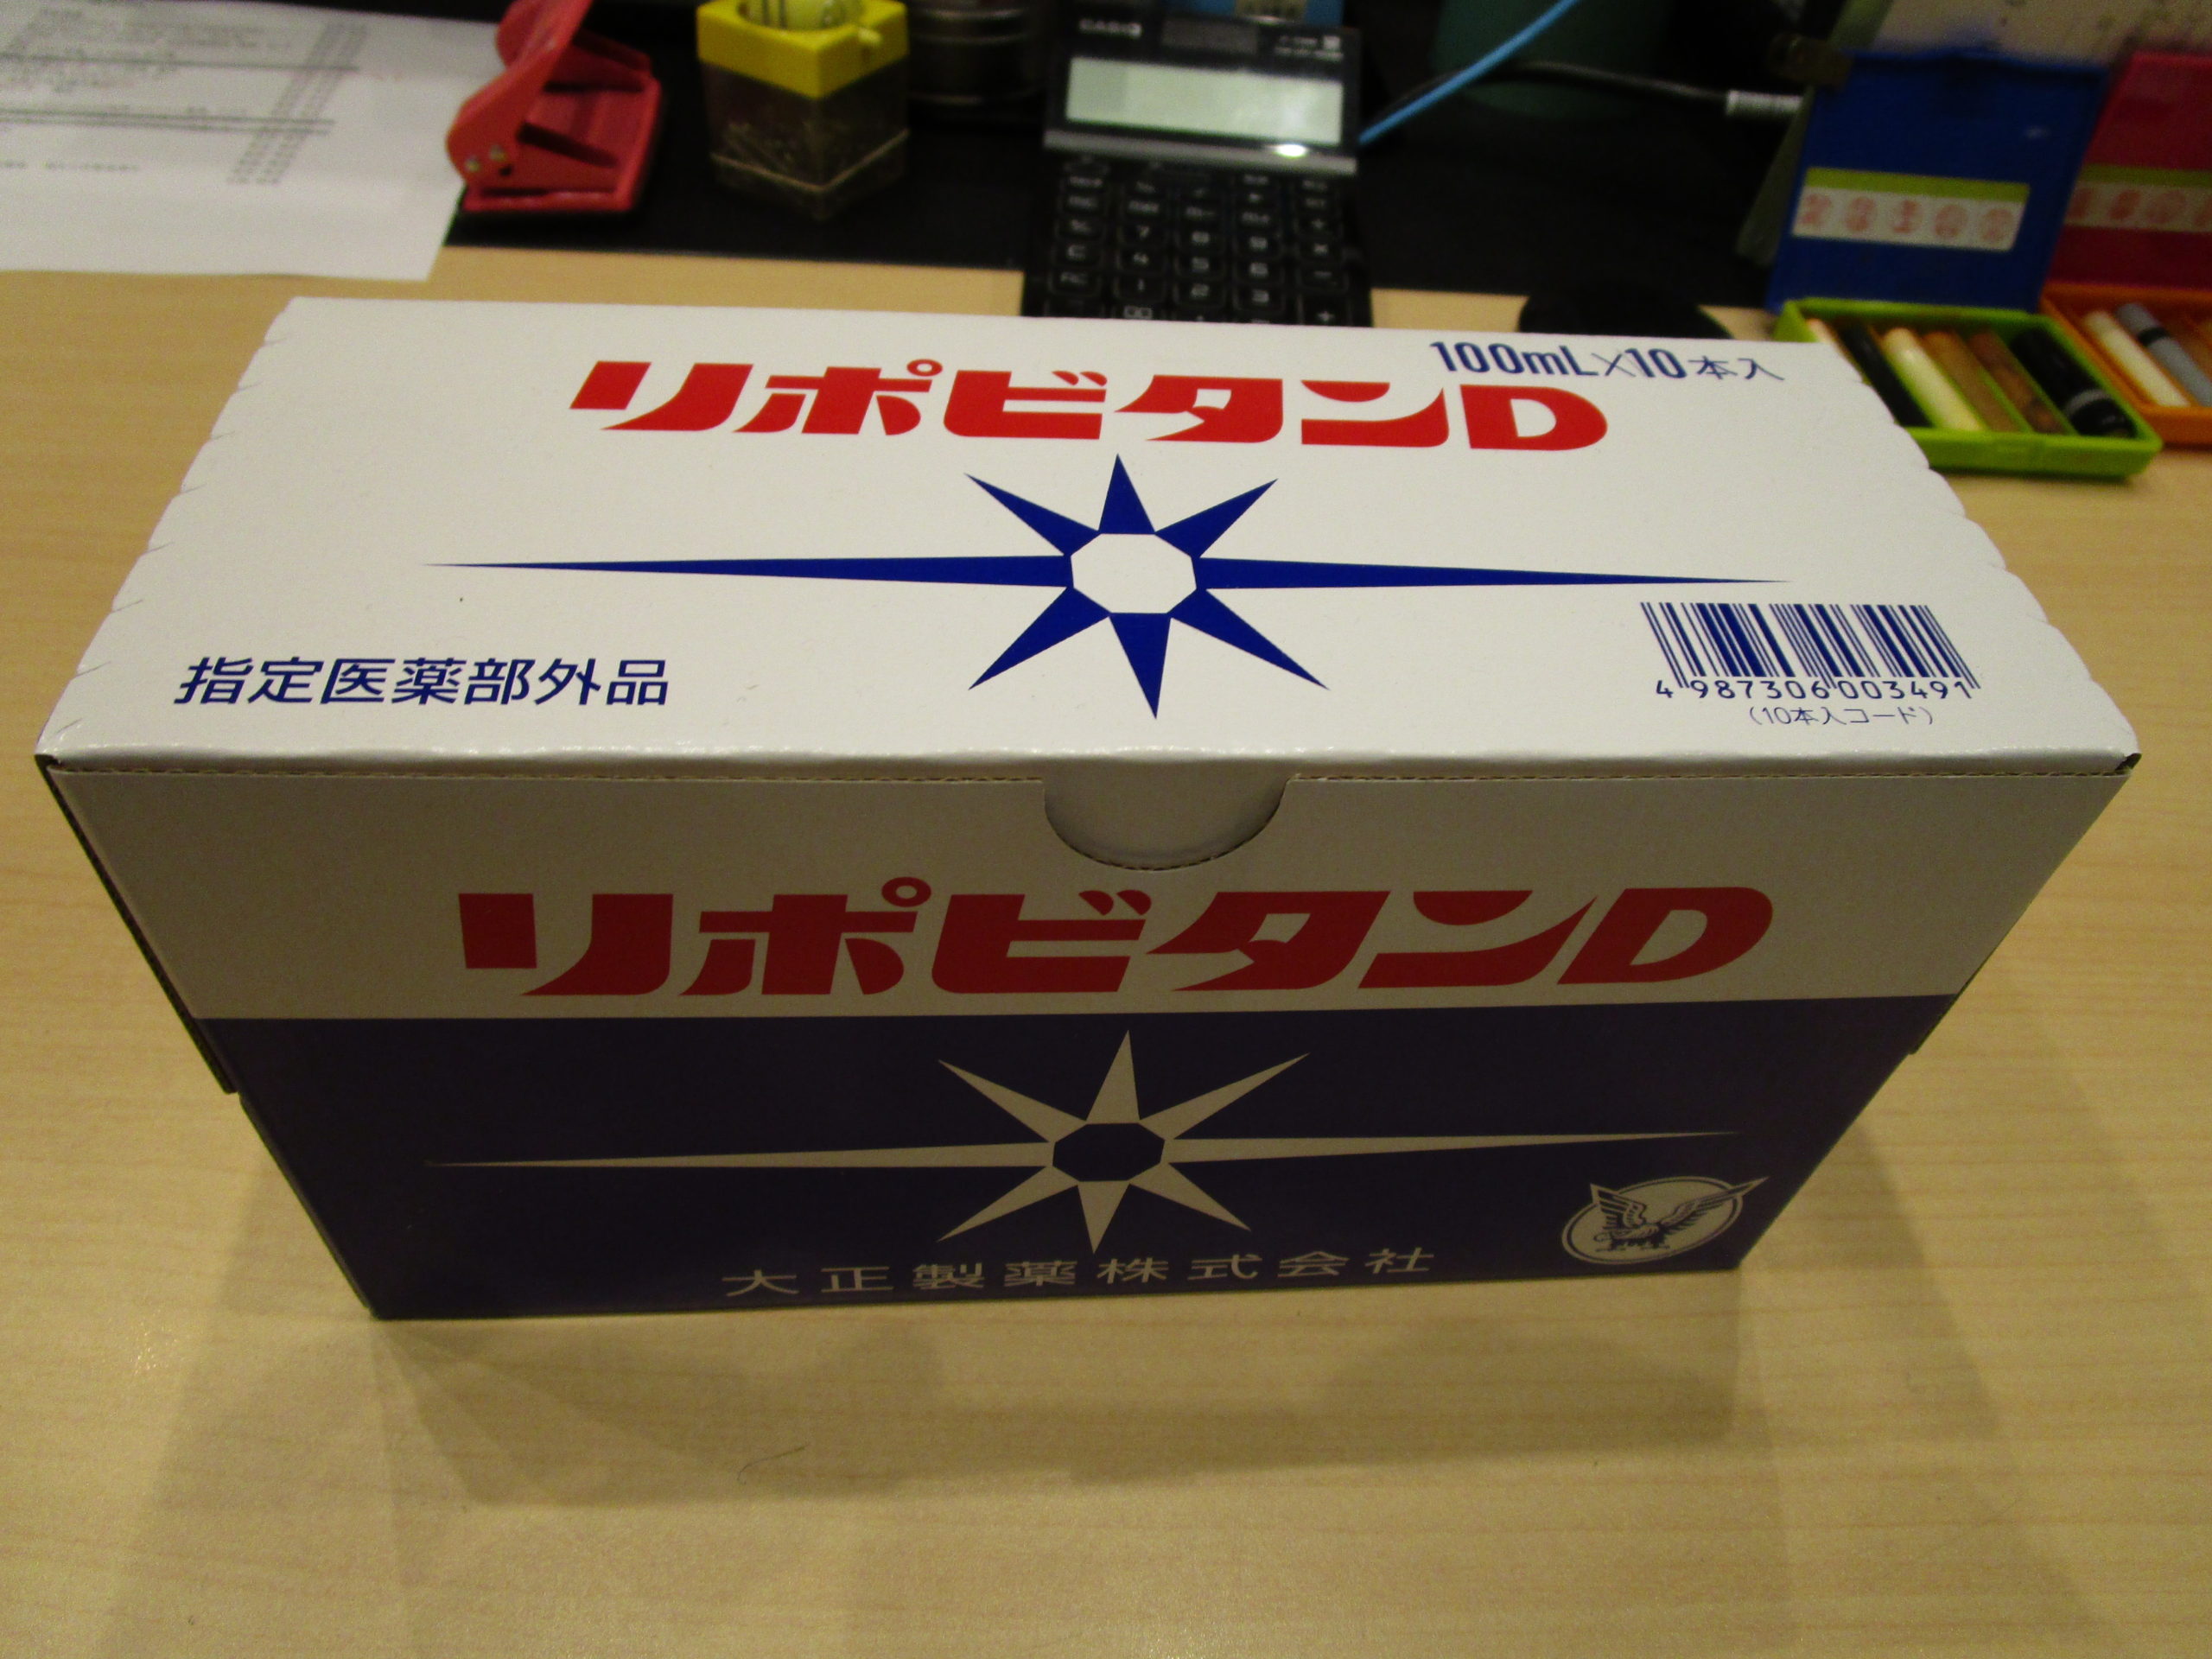 CASIO
100mL×10本入
リポビタンD
指定医薬部外品
4 987306 003491
(10本入コード)
リポビタンD
大正製薬株式会社